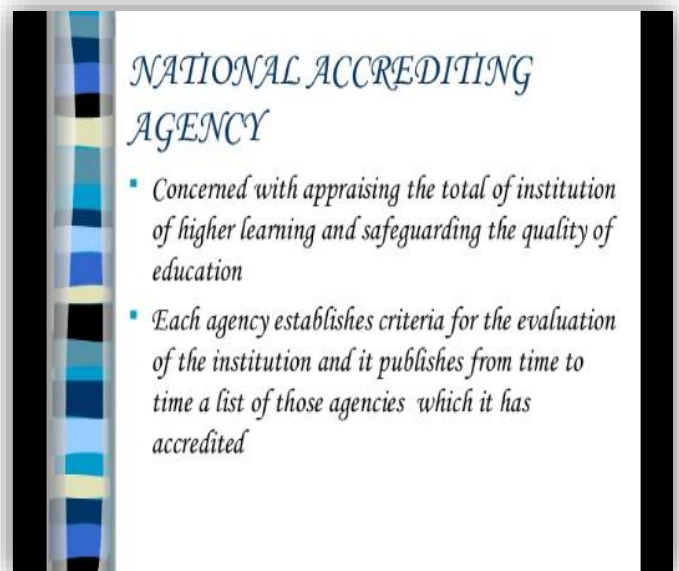 NATIONAL ACCREDITING
AGENCY
Concerned with appraising the total of institution
of higher learning and safeguarding the quality of
education
Each agency establishes criteria for the evaluation
of the institution and it publishes from time to
time a list of those agencies which it has
accredited